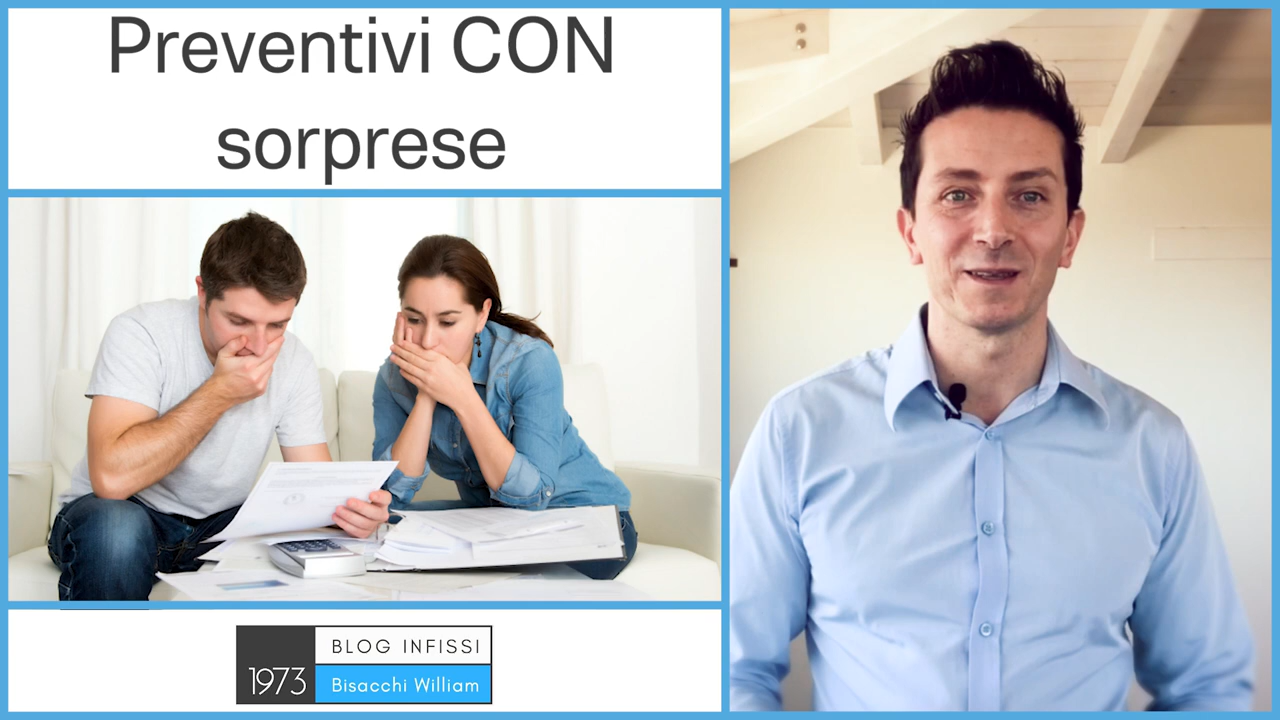 Preventivi CON
sorprese
1973
BLOG INFISSI
Bisacchi William